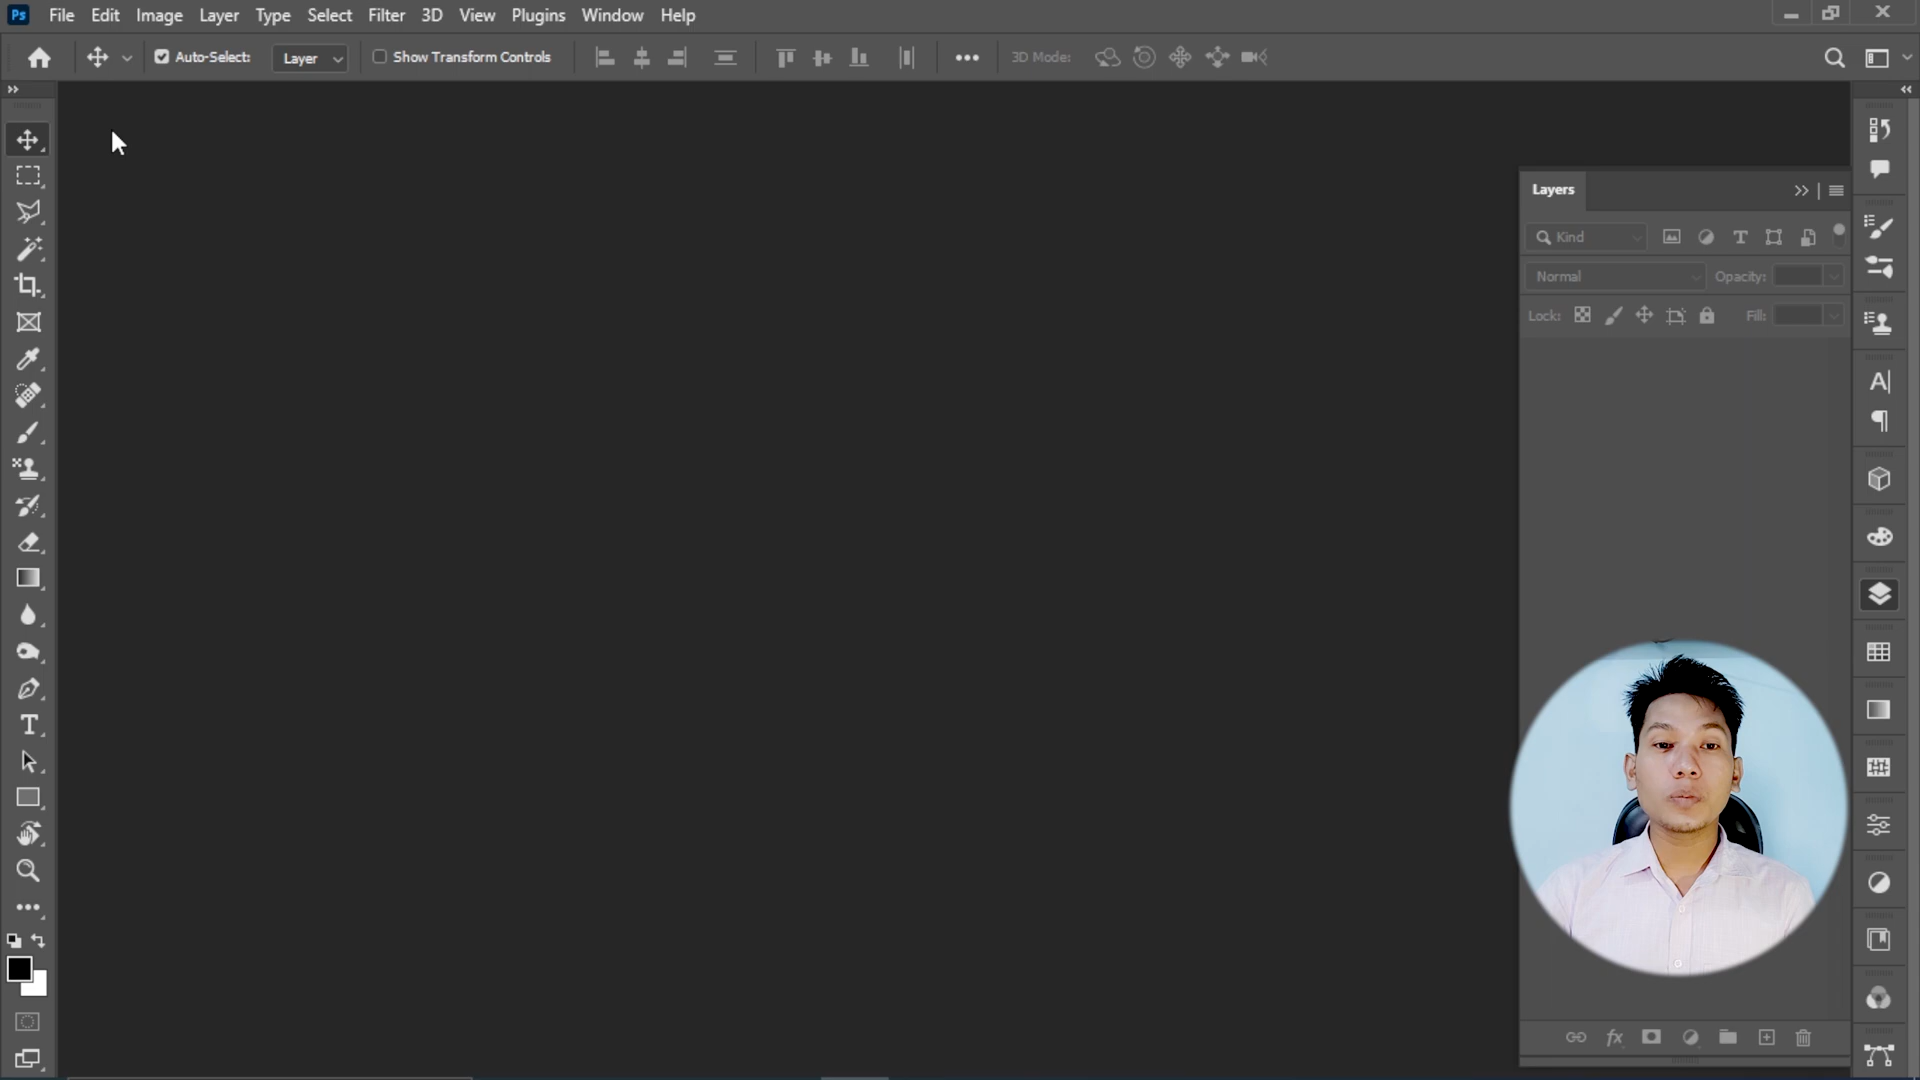 Ps File Edit Image Layer Type Select Filter 3D View Plugins Window Help
Auto-Select: Layer Show Transform Controls 3D Mode:
Layers
Kind
Normal Opacity:
Lock: Fill: